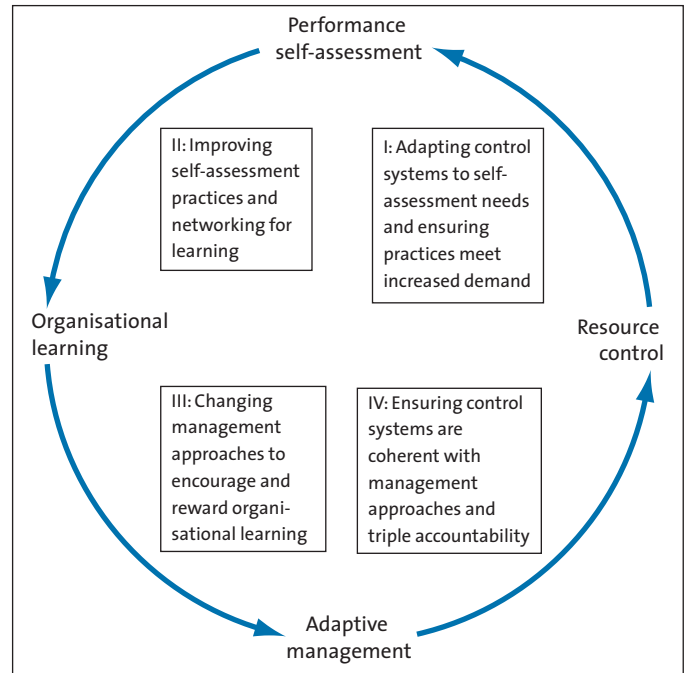 Performance
self-assessment
II: Improving
self-assessment
practices and
networking for
learning
I: Adapting control
systems to self-
assessment needs
and ensuring
practices meet
increased demand
Organisational
learning
Resource
control
III: Changing
management
approaches to
encourage and
reward organi-
sational learning
IV: Ensuring control
systems are
coherent with
management
approaches and
triple accountability
Adaptive
management